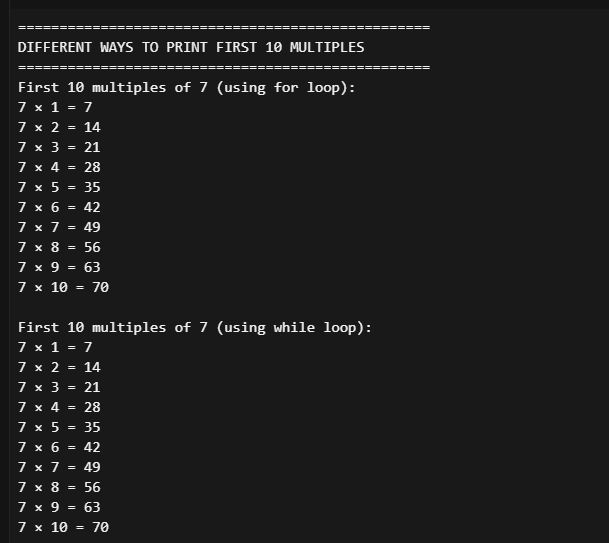 ==================================================
DIFFERENT WAYS TO PRINT FIRST 10 MULTIPLES
==================================================
First 10 multiples of 7 (using for loop):
7 × 1 = 7
7 × 2 = 14
7 × 3 = 21
7 × 4 = 28
7 × 5 = 35
7 × 6 = 42
7 × 7 = 49
7 × 8 = 56
7 × 9 = 63
7 × 10 = 70
First 10 multiples of 7 (using while loop):
7 × 1 = 7
7 × 2 = 14
7 × 3 = 21
7 × 4 = 28
7 × 5 = 35
7 × 6 = 42
7 × 7 = 49
7 × 8 = 56
7 × 9 = 63
7 × 10 = 70